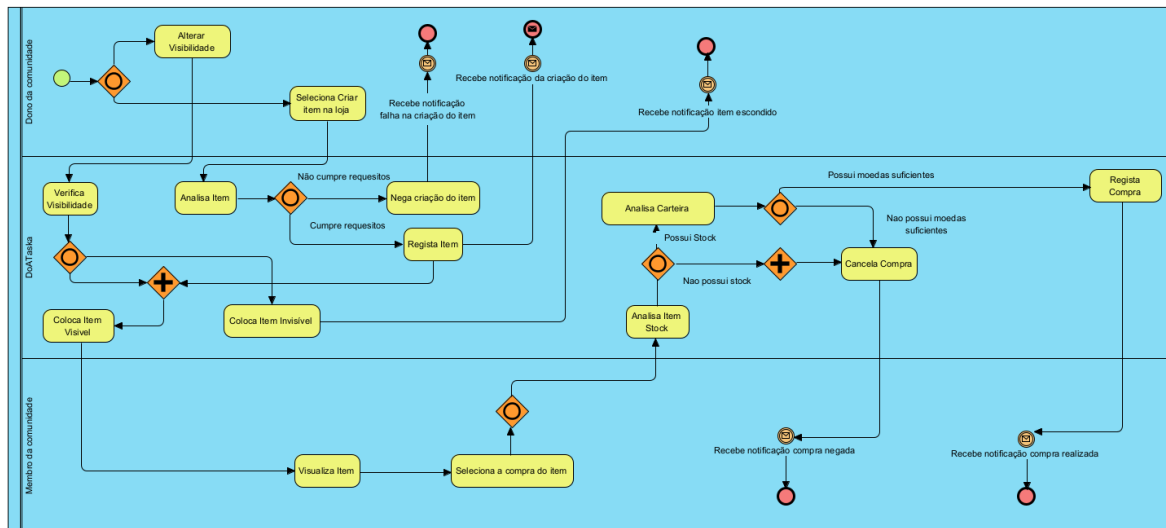 Dono da comunidade
Alterar
Visibilidade
Seleciona Criar
item na loja
Recebe notificação
falha na criação do item
Recebe notificação da criação do item
Recebe notificação item escondido
DoATaska
Verifica
Visibilidade
Analisa Item
Não cumpre requesitos
Nega criação do item
Cumpre requesitos
Regista Item
Coloca Item
Visivel
Coloca Item Invisível
Analisa Carteira
Possui Stock
Nao possui stock
Analisa Item
Stock
Possui moedas suficientes
Nao possui moedas
suficientes
Cancela Compra
Regista
Compra
Membro da comunidade
Visualiza Item
Seleciona a compra do item
Recebe notificação compra negada
Recebe notificação compra realizada